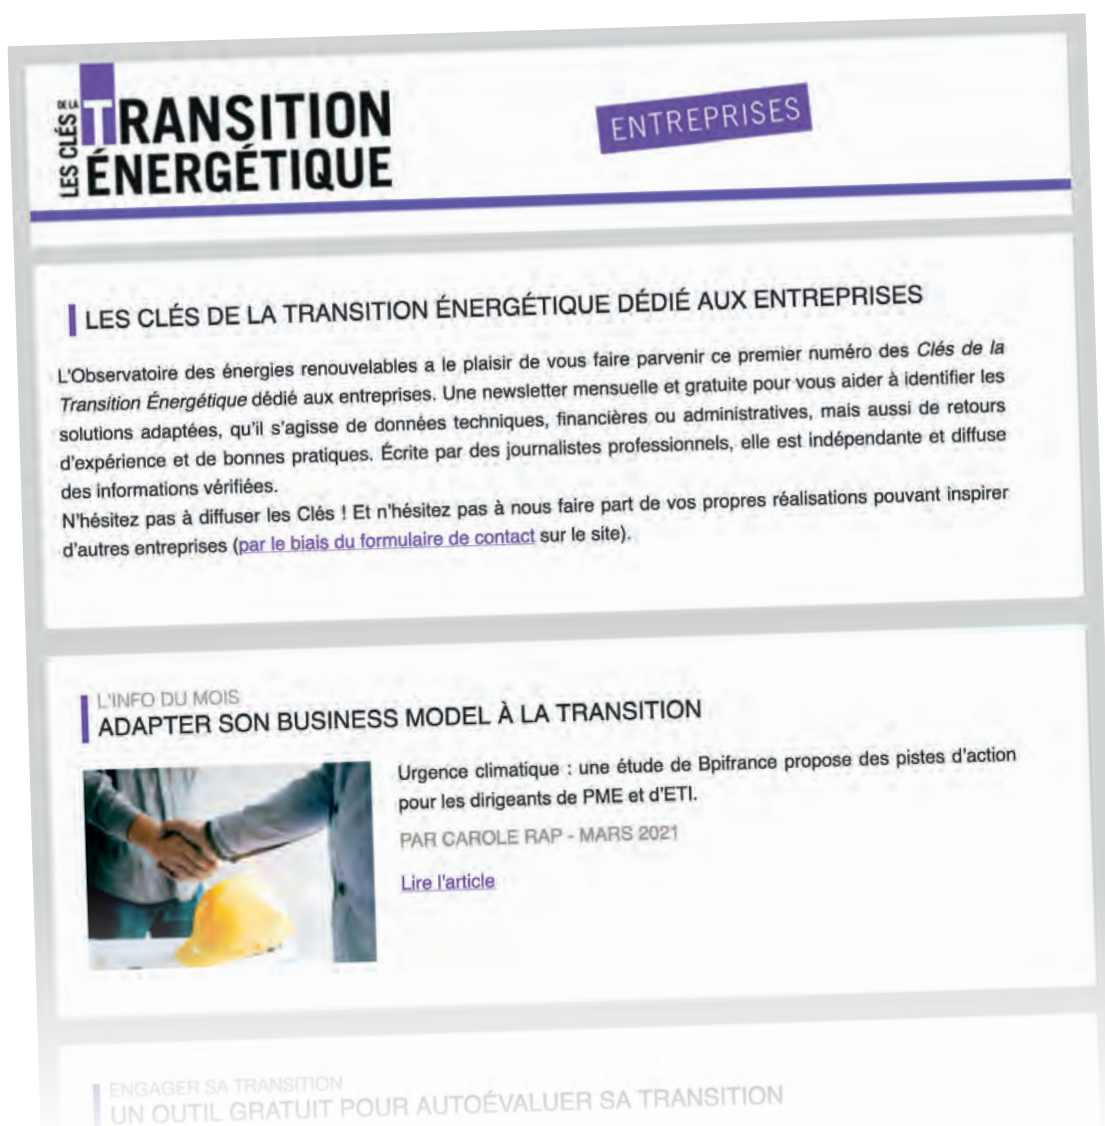 LES CLÉS DE LA
TRANSITION
ÉNERGÉTIQUE
ENTREPRISES
LES CLÉS DE LA TRANSITION ÉNERGÉTIQUE DÉDIÉ AUX ENTREPRISES
L'Observatoire des énergies renouvelables a le plaisir de vous faire parvenir ce premier numéro des Clés de la
Transition Énergétique dédié aux entreprises. Une newsletter mensuelle et gratuite pour vous aider à identifier les
solutions adaptées, qu'il s'agisse de données techniques, financières ou administratives, mais aussi de retours
d'expérience et de bonnes pratiques. Écrite par des journalistes professionnels, elle est indépendante et diffuse
des informations vérifiées.
N'hésitez pas à diffuser les Clés ! Et n'hésitez pas à nous faire part de vos propres réalisations pouvant inspirer
d'autres entreprises (par le biais du formulaire de contact sur le site).
L'INFO DU MOIS
ADAPTER SON BUSINESS MODEL À LA TRANSITION
Urgence climatique : une étude de Bpifrance propose des pistes d'action
pour les dirigeants de PME et d'ETI.
PAR CAROLE RAP - MARS 2021
Lire l'article
ENGAGER SA TRANSITION
UN OUTIL GRATUIT POUR AUTOÉVALUER SA TRANSITION